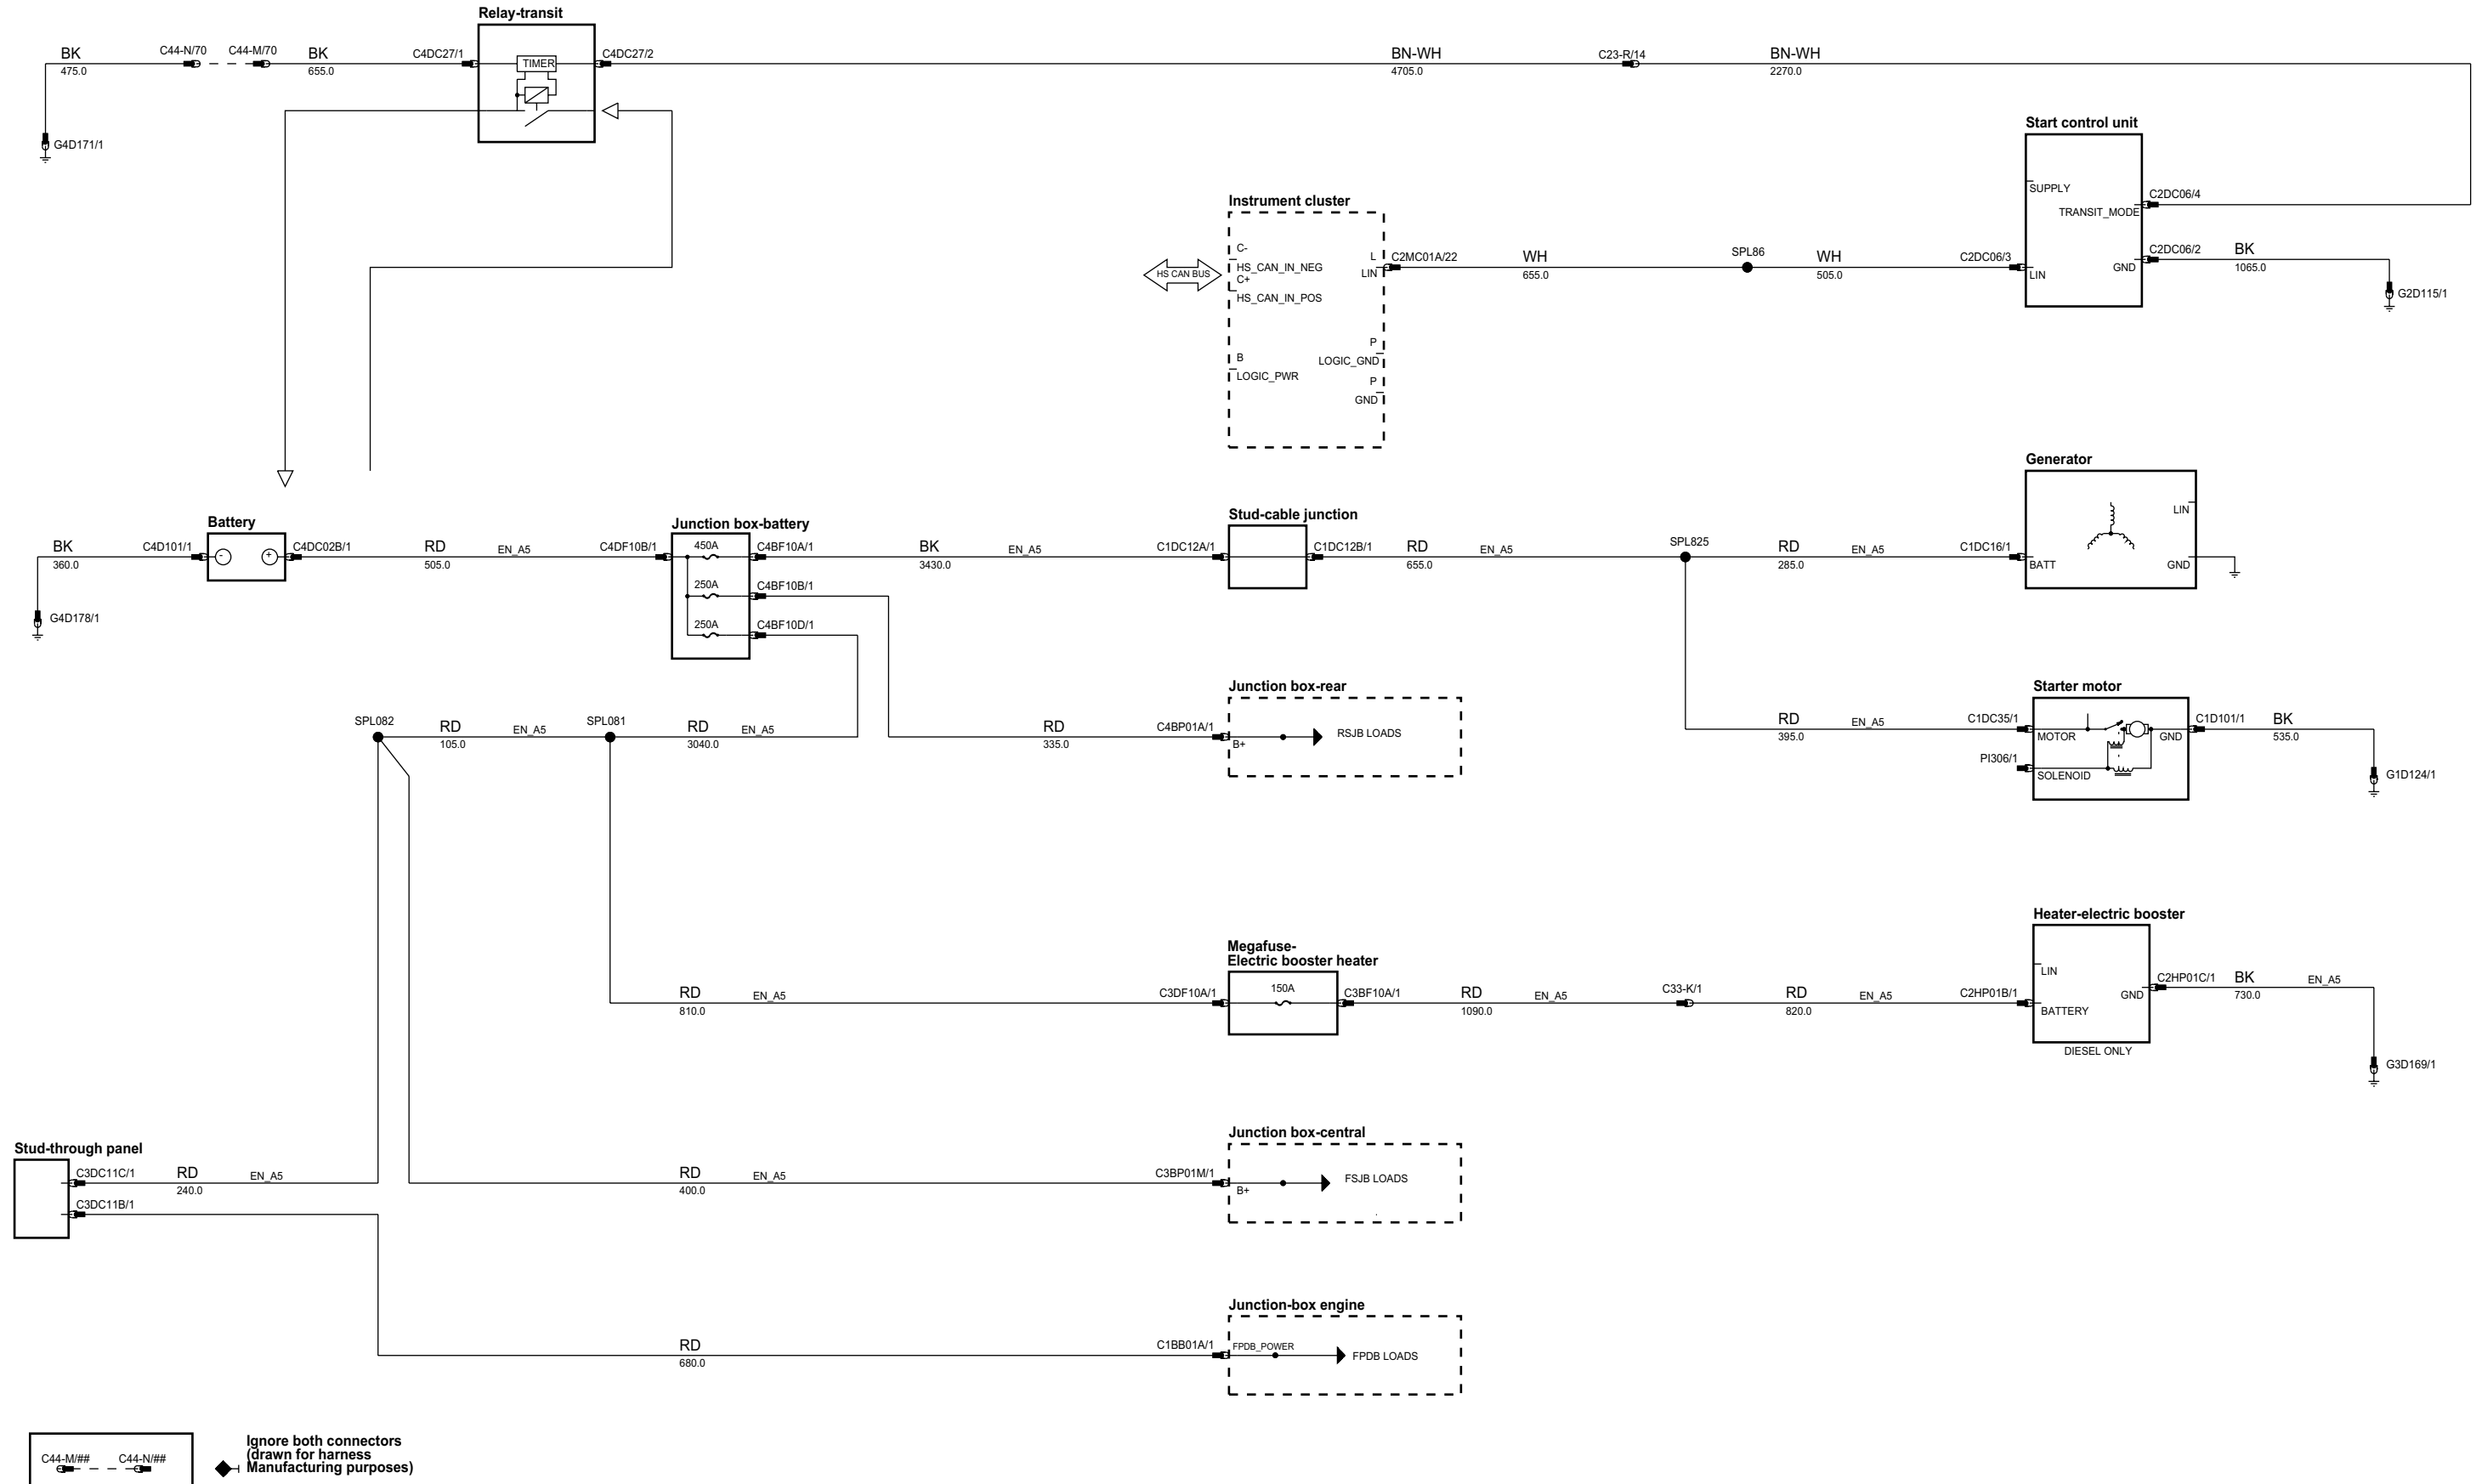 Relay-transit
BK
475.0
C44-N/70
C44-M/70
BK
655.0
C4DC27/1
TIMER
C4DC27/2
BN-WH
4705.0
C23-R/14
BN-WH
2270.0
G4D171/1
Start control unit
SUPPLY
C2DC06/4
TRANSIT_MODE
C2DC06/2
BK
1065.0
C2DC06/3
LIN
GND
G2D115/1
Instrument cluster
HS CAN BUS
C-
HS_CAN_IN_NEG
C+
HS_CAN_IN_POS
L
LIN
C2MC01A/22
WH
655.0
SPL86
WH
505.0
P
LOGIC_GND
B
LOGIC_PWR
P
GND
Generator
LIN
BATT
GND
Battery
BK
360.0
C4D101/1
-
+
C4DC02B/1
RD
505.0
EN_A5
C4DF10B/1
G4D178/1
Junction box-battery
450A
C4BF10A/1
250A
C4BF10B/1
250A
C4BF10D/1
BK
3430.0
EN_A5
C1DC12A/1
Stud-cable junction
C1DC12B/1
RD
655.0
EN_A5
SPL825
RD
285.0
EN_A5
C1DC16/1
Junction box-rear
SPL082
RD
105.0
EN_A5
SPL081
RD
3040.0
EN_A5
RD
335.0
C4BP01A/1
B+
RSJB LOADS
Starter motor
RD
395.0
EN_A5
C1DC35/1
MOTOR
GND
C1D101/1
BK
535.0
PI306/1
SOLENOID
G1D124/1
Heater-electric booster
LIN
C2HP01C/1
BK
730.0
EN_A5
GND
BATTERY
DIESEL ONLY
G3D169/1
Megafuse-
Electric booster heater
RD
810.0
EN_A5
C3DF10A/1
150A
C3BF10A/1
RD
1090.0
EN_A5
C33-K/1
RD
820.0
EN_A5
C2HP01B/1
Stud-through panel
C3DC11C/1
RD
240.0
EN_A5
C3DC11B/1
Junction box-central
RD
400.0
EN_A5
C3BP01M/1
B+
FSJB LOADS
Junction-box engine
RD
680.0
C1BB01A/1
FPDB_POWER
FPDB LOADS
C44-M/##
C44-N/##
Ignore both connectors
(drawn for harness
Manufacturing purposes)